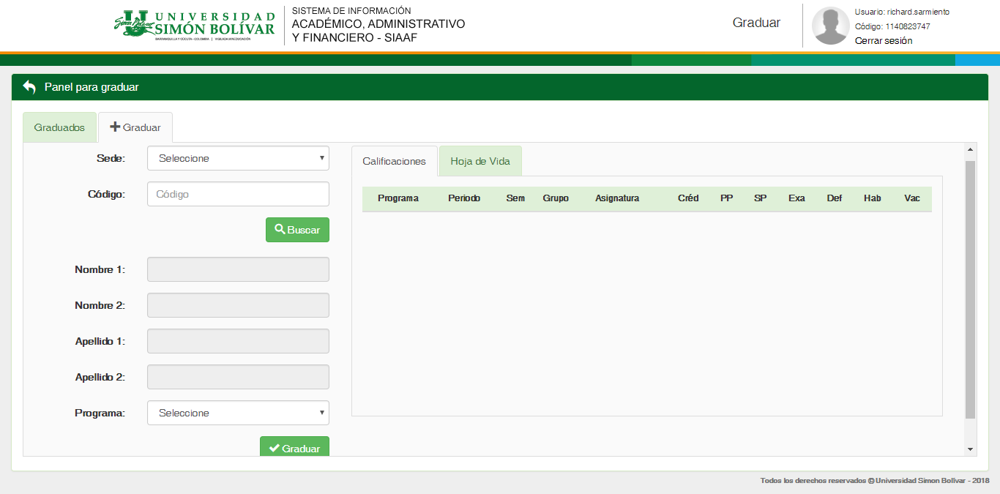 UNIVERSIDAD
SIMÓN BOLÍVAR
BARRANQUILLA Y CÚCUTA - COLOMBIA | VIGILADA MINEDUCACIÓN
SISTEMA DE INFORMACIÓN
ACADÉMICO, ADMINISTRATIVO
Y FINANCIERO - SIAAF
Graduar
Usuario: richard.sarmiento
Código: 1140823747
Cerrar sesión
Panel para graduar
Graduados
Graduar
Sede:
Seleccione
Código:
Código
Buscar
Nombre 1:
Nombre 2:
Apellido 1:
Apellido 2:
Programa:
Seleccione
Graduar
Calificaciones
Hoja de Vida
Programa Periodo Sem Grupo Asignatura Créd PP SP Exa Def Hab Vac
Todos los derechos reservados @ Universidad Simon Bolívar - 2018